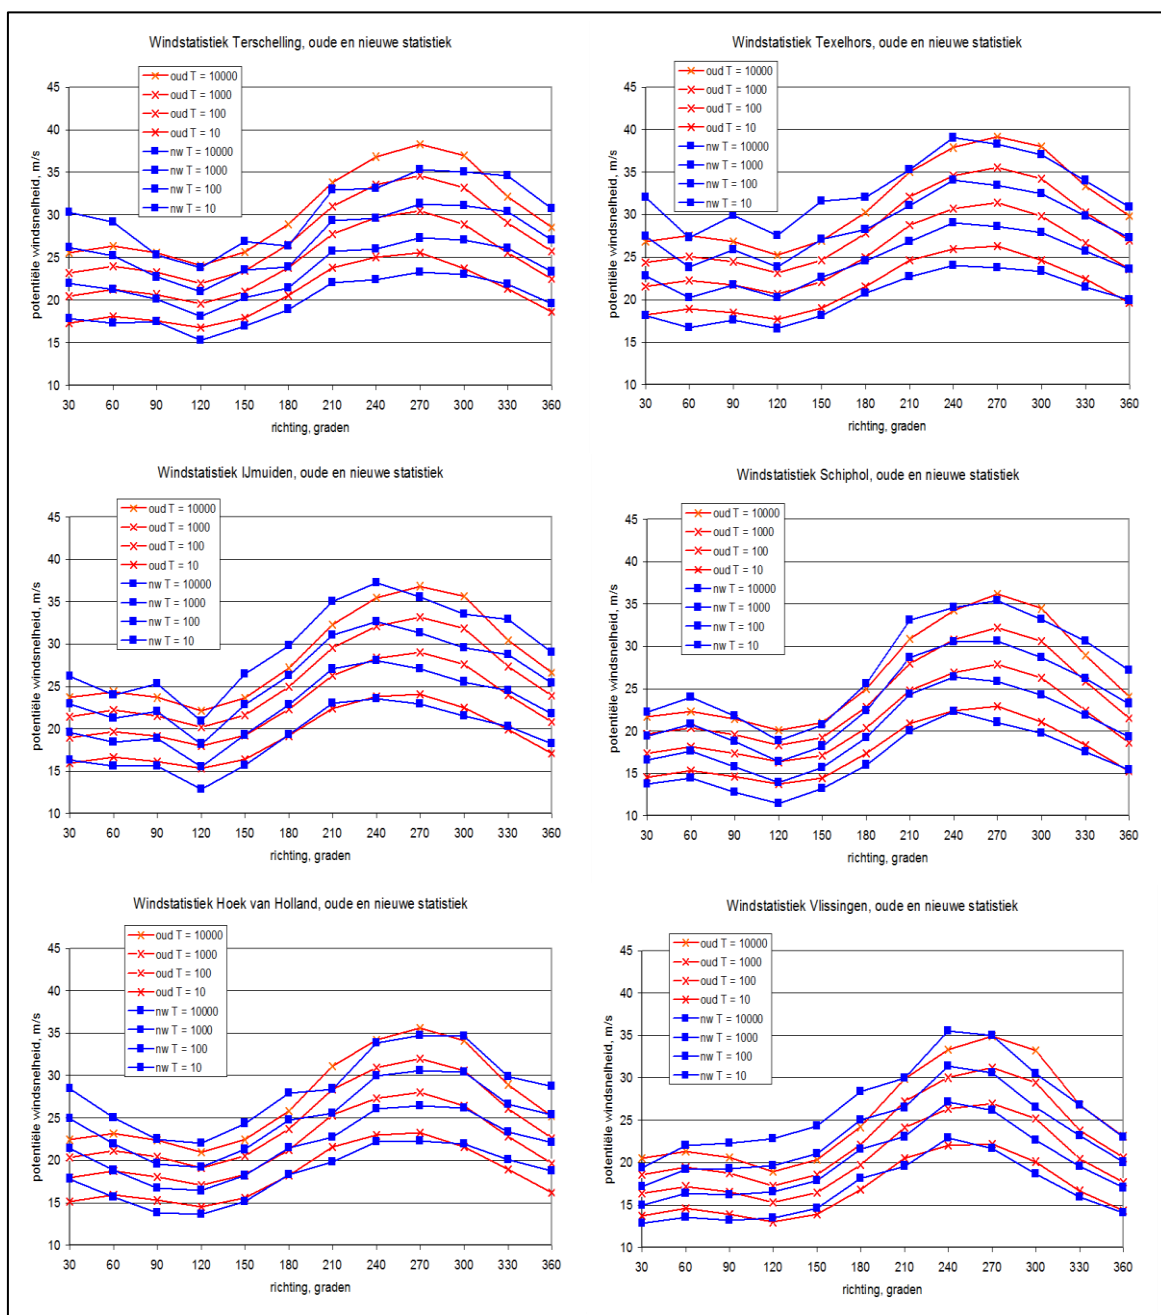 Windstatistiek Terschelling, oude en nieuwe statistiek
oud T = 10000
oud T = 1000
oud T = 100
oud T = 10
nw T = 10000
nw T = 1000
nw T = 100
nw T = 10
potentiële windsnelheid, m/s
45
40
35
30
25
20
15
10
30 60 90 120 150 180 210 240 270 300 330 360
richting, graden
Windstatistiek Texelhors, oude en nieuwe statistiek
oud T = 10000
oud T = 1000
oud T = 100
oud T = 10
nw T = 10000
nw T = 1000
nw T = 100
nw T = 10
potentiële windsnelheid, m/s
45
40
35
30
25
20
15
10
30 60 90 120 150 180 210 240 270 300 330 360
richting, graden
Windstatistiek IJmuiden, oude en nieuwe statistiek
oud T = 10000
oud T = 1000
oud T = 100
oud T = 10
nw T = 10000
nw T = 1000
nw T = 100
nw T = 10
potentiële windsnelheid, m/s
45
40
35
30
25
20
15
10
30 60 90 120 150 180 210 240 270 300 330 360
richting, graden
Windstatistiek Schiphol, oude en nieuwe statistiek
oud T = 10000
oud T = 1000
oud T = 100
oud T = 10
nw T = 10000
nw T = 1000
nw T = 100
nw T = 10
potentiële windsnelheid, m/s
45
40
35
30
25
20
15
10
30 60 90 120 150 180 210 240 270 300 330 360
richting, graden
Windstatistiek Hoek van Holland, oude en nieuwe statistiek
oud T = 10000
oud T = 1000
oud T = 100
oud T = 10
nw T = 10000
nw T = 1000
nw T = 100
nw T = 10
potentiële windsnelheid, m/s
45
40
35
30
25
20
15
10
30 60 90 120 150 180 210 240 270 300 330 360
richting, graden
Windstatistiek Vlissingen, oude en nieuwe statistiek
oud T = 10000
oud T = 1000
oud T = 100
oud T = 10
nw T = 10000
nw T = 1000
nw T = 100
nw T = 10
potentiële windsnelheid, m/s
45
40
35
30
25
20
15
10
30 60 90 120 150 180 210 240 270 300 330 360
richting, graden